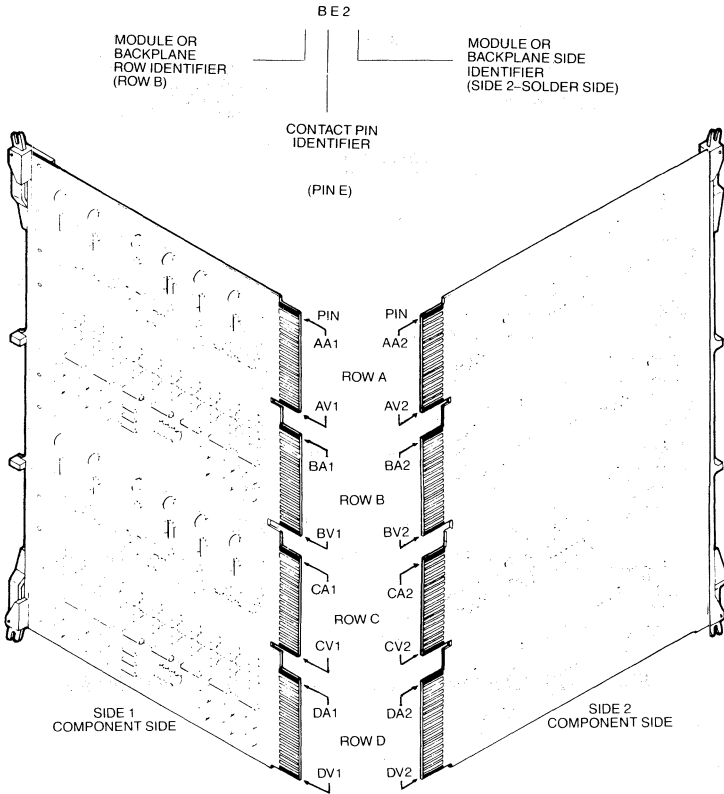 B E 2
MODULE OR
BACKPLANE
ROW IDENTIFIER
(ROW B)
MODULE OR
BACKPLANE SIDE
IDENTIFIER
(SIDE 2–SOLDER SIDE)
CONTACT PIN
IDENTIFIER
(PIN E)
PIN
AA1
PIN
AA2
ROW A
AV1
AV2
BA1
BA2
ROW B
BV1
BV2
CA1
CA2
ROW C
CV1
CV2
DA1
DA2
ROW D
DV1
DV2
SIDE 1
COMPONENT SIDE
SIDE 2
COMPONENT SIDE